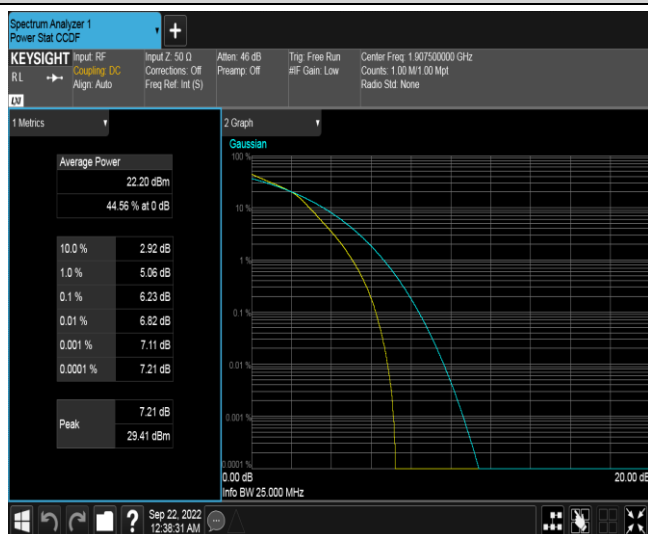 Spectrum Analyzer 1
Power Stat CCDF
+
KEYSIGHT
RL
LXI
Input: RF
Coupling: DC
Align: Auto
Input Z: 50 Ω
Corrections: Off
Freq Ref: Int (S)
Atten: 46 dB
Preamp: Off
Trig: Free Run
#IF Gain: Low
Center Freq: 1.907500000 GHz
Counts: 1.00 M/1.00 Mpt
Radio Std: None
1 Metrics
Average Power
22.20 dBm
44.56 % at 0 dB
10.0 % 2.92 dB
1.0 % 5.06 dB
0.1 % 6.23 dB
0.01 % 6.82 dB
0.001 % 7.11 dB
0.0001 % 7.21 dB
Peak
7.21 dB
29.41 dBm
2 Graph
Gaussian
100 %
10 %
1 %
0.1 %
0.01 %
0.001 %
0.0001 %
0.00 dB
20.00 dB
Info BW 25.000 MHz
?
Sep 22, 2022
12:38:31 AM